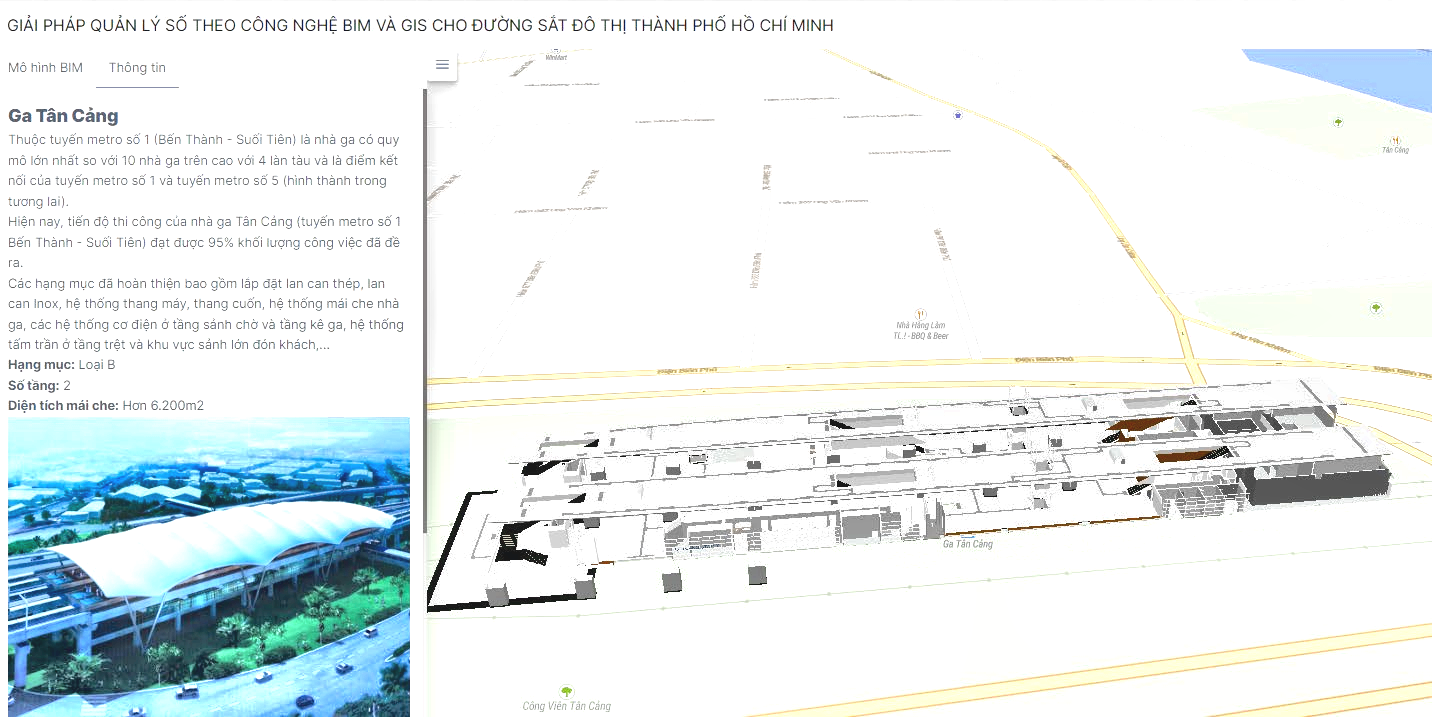 GIẢI PHÁP QUẢN LÝ SỐ THEO CÔNG NGHỆ BIM VÀ GIS CHO ĐƯỜNG SẮT ĐÔ THỊ THÀNH PHỐ HỒ CHÍ MINH
Mô hình BIM
Thông tin
Ga Tân Cảng
Thuộc tuyến metro số 1 (Bến Thành - Suối Tiên) là nhà ga có quy
mô lớn nhất so với 10 nhà ga trên cao với 4 làn tàu và là điểm kết
nối của tuyến metro số 1 và tuyến metro số 5 (hình thành trong
tương lai).
Hiện nay, tiến độ thi công của nhà ga Tân Cảng (tuyến metro số 1
Bến Thành - Suối Tiên) đạt được 95% khối lượng công việc đã đề
ra.
Các hạng mục đã hoàn thiện bao gồm lắp đặt lan can thép, lan
can Inox, hệ thống thang máy, thang cuốn, hệ thống mái che nhà
ga, các hệ thống cơ điện ở tầng sảnh chờ và tầng kê ga, hệ thống
tấm trần ở tầng trệt và khu vực sảnh lớn đón khách,...
Hạng mục: Loại B
Số tầng: 2
Diện tích mái che: Hơn 6.200m2
WinMart
Tân Cảng
Nhà Hàng Làm
Tí..! - BBQ & Beer
Điện Biên Phủ
Điện Biên Phủ
Ga Tân Cảng
Công Viên Tân Cảng